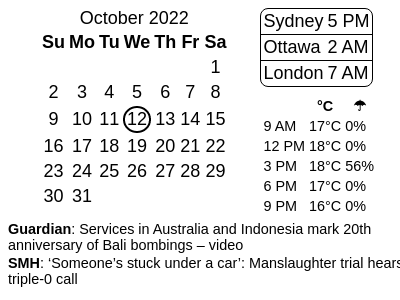 October 2022
Su Mo Tu We Th Fr Sa
1
2 3 4 5 6 7 8
9 10 11 12 13 14 15
16 17 18 19 20 21 22
23 24 25 26 27 28 29
30 31
Sydney 5 PM
Ottawa 2 AM
London 7 AM
°C ☂
9 AM 17°C 0%
12 PM 18°C 0%
3 PM 18°C 56%
6 PM 17°C 0%
9 PM 16°C 0%
Guardian: Services in Australia and Indonesia mark 20th
anniversary of Bali bombings – video
SMH: ‘Someone’s stuck under a car’: Manslaughter trial hears
triple-0 call